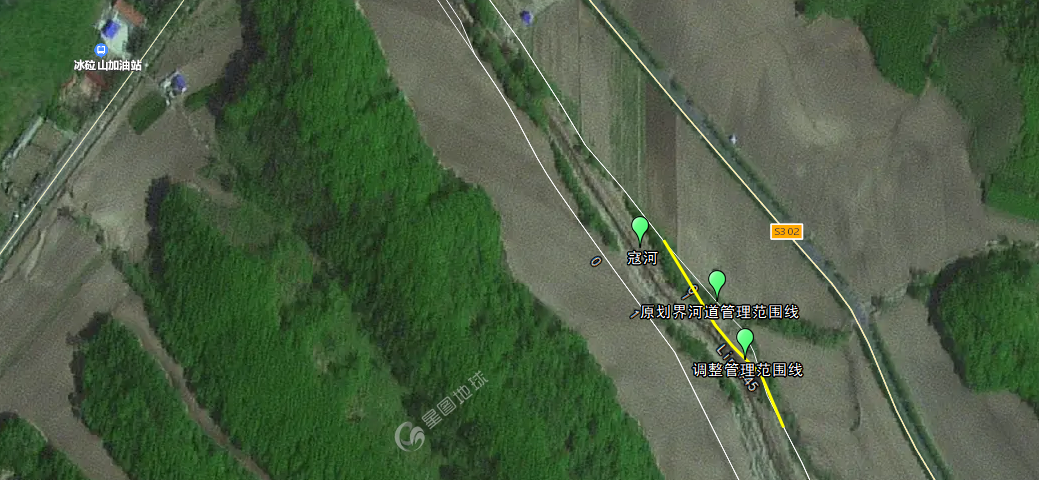 冰砬山加油站
S302
寇河
原划界河道管理范围线
调整管理范围线
星图地球